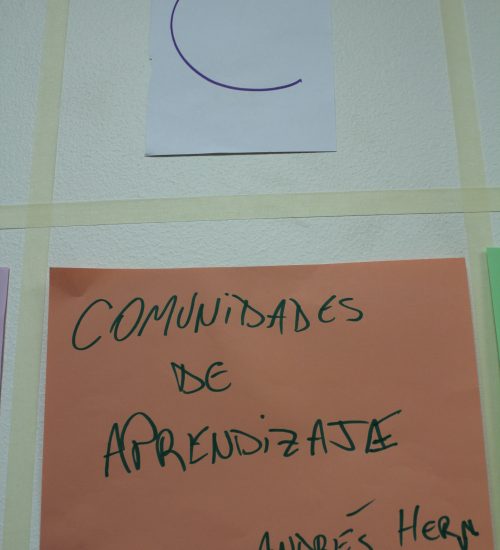 C
COMUNIDADES
DE
APRENDIZAJE
ANDRÉS HERN